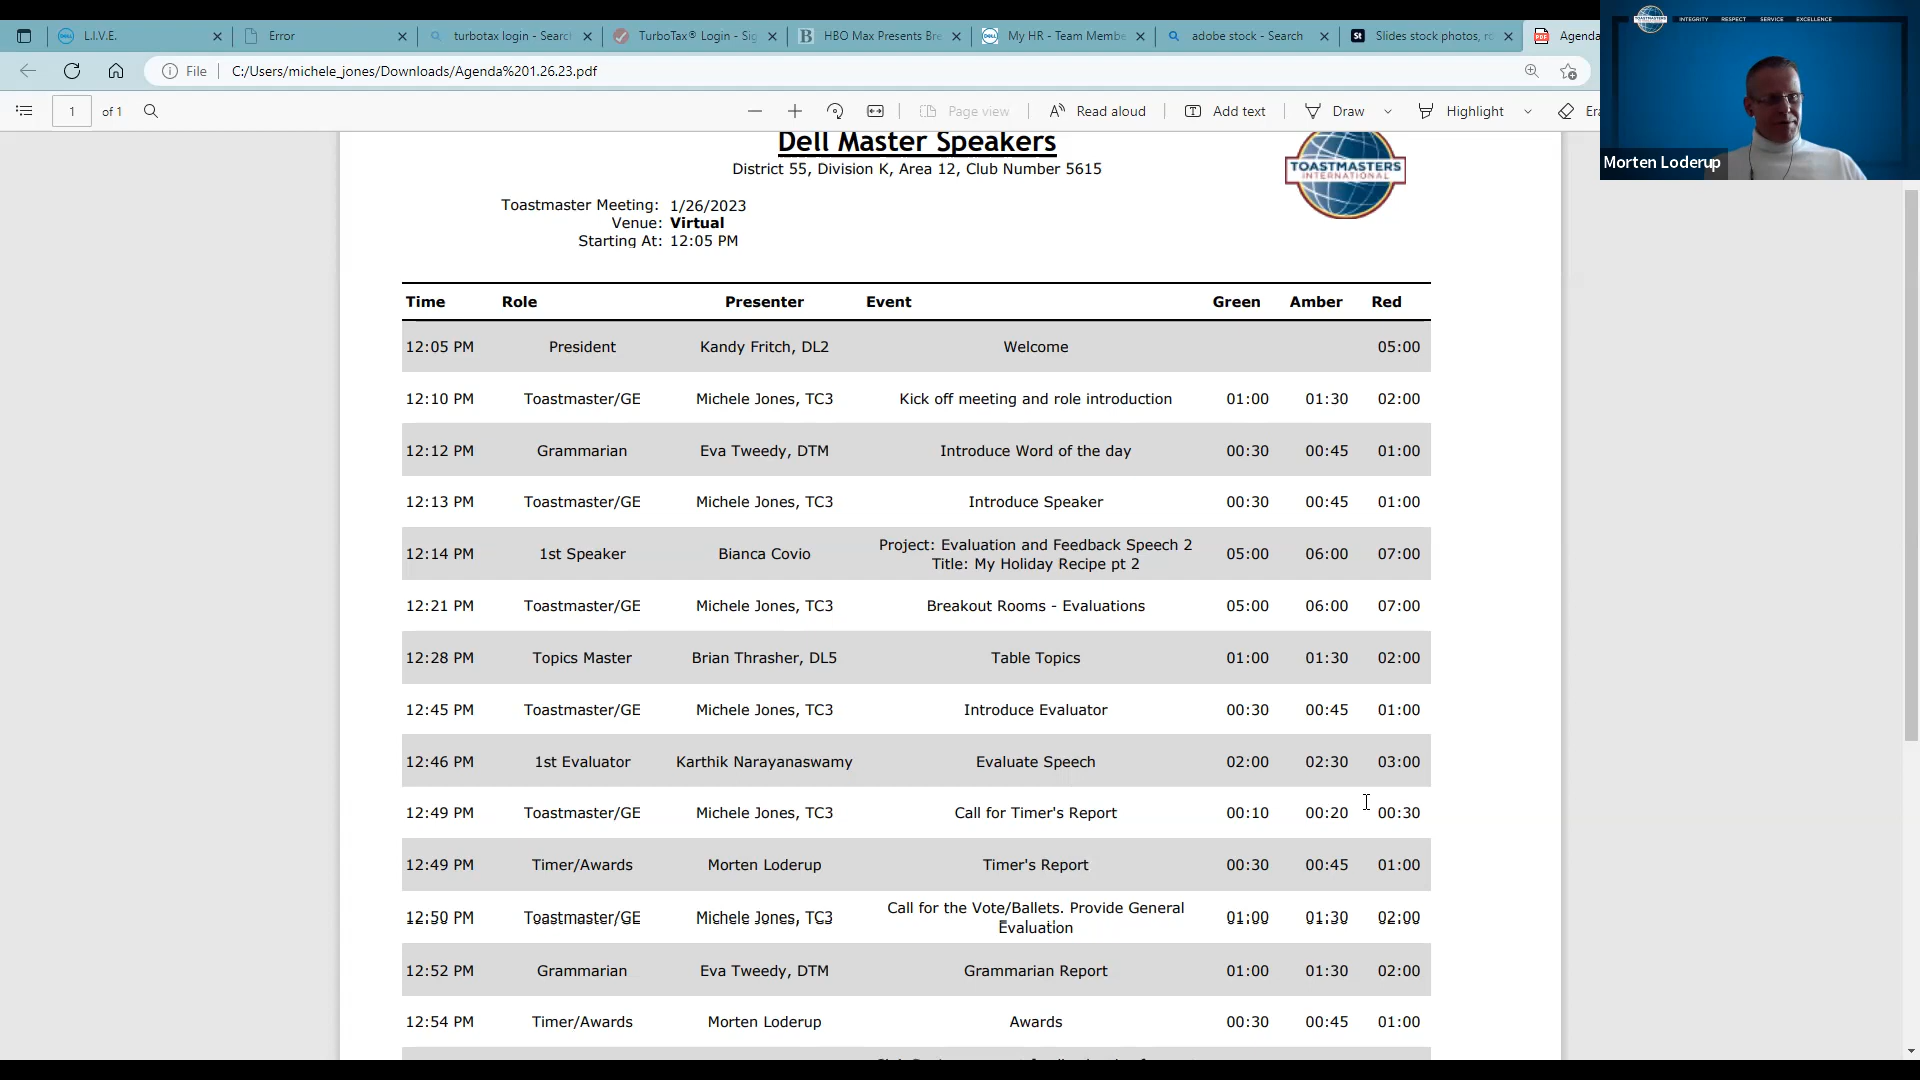 L.I.V.E.
Error
turbotax login - Searc
TurboTax® Login - Sig
HBO Max Presents Bre
My HR - Team Membe
adobe stock - Search
St Slides stock photos, ro
PDF Agenda
File C:/Users/michele_jones/Downloads/Agenda%201.26.23.pdf
1 of 1 Page view Read aloud Add text Draw Highlight Era
TOASTMASTERS INTEGRITY RESPECT SERVICE EXCELLENCE
Morten Loderup
Dell Master Speakers
District 55, Division K, Area 12, Club Number 5615
TOASTMASTERS
INTERNATIONAL
Toastmaster Meeting: 1/26/2023
Venue: Virtual
Starting At: 12:05 PM
Time Role Presenter Event Green Amber Red
12:05 PM President Kandy Fritch, DL2 Welcome 05:00
12:10 PM Toastmaster/GE Michele Jones, TC3 Kick off meeting and role introduction 01:00 01:30 02:00
12:12 PM Grammarian Eva Tweedy, DTM Introduce Word of the day 00:30 00:45 01:00
12:13 PM Toastmaster/GE Michele Jones, TC3 Introduce Speaker 00:30 00:45 01:00
12:14 PM 1st Speaker Bianca Covio Project: Evaluation and Feedback Speech 2 05:00 06:00 07:00
Title: My Holiday Recipe pt 2
12:21 PM Toastmaster/GE Michele Jones, TC3 Breakout Rooms - Evaluations 05:00 06:00 07:00
12:28 PM Topics Master Brian Thrasher, DL5 Table Topics 01:00 01:30 02:00
12:45 PM Toastmaster/GE Michele Jones, TC3 Introduce Evaluator 00:30 00:45 01:00
12:46 PM 1st Evaluator Karthik Narayanaswamy Evaluate Speech 02:00 02:30 03:00
12:49 PM Toastmaster/GE Michele Jones, TC3 Call for Timer's Report 00:10 00:20 00:30
12:49 PM Timer/Awards Morten Loderup Timer's Report 00:30 00:45 01:00
12:50 PM Toastmaster/GE Michele Jones, TC3 Call for the Vote/Ballets. Provide General 01:00 01:30 02:00
Evaluation
12:52 PM Grammarian Eva Tweedy, DTM Grammarian Report 01:00 01:30 02:00
12:54 PM Timer/Awards Morten Loderup Awards 00:30 00:45 01:00